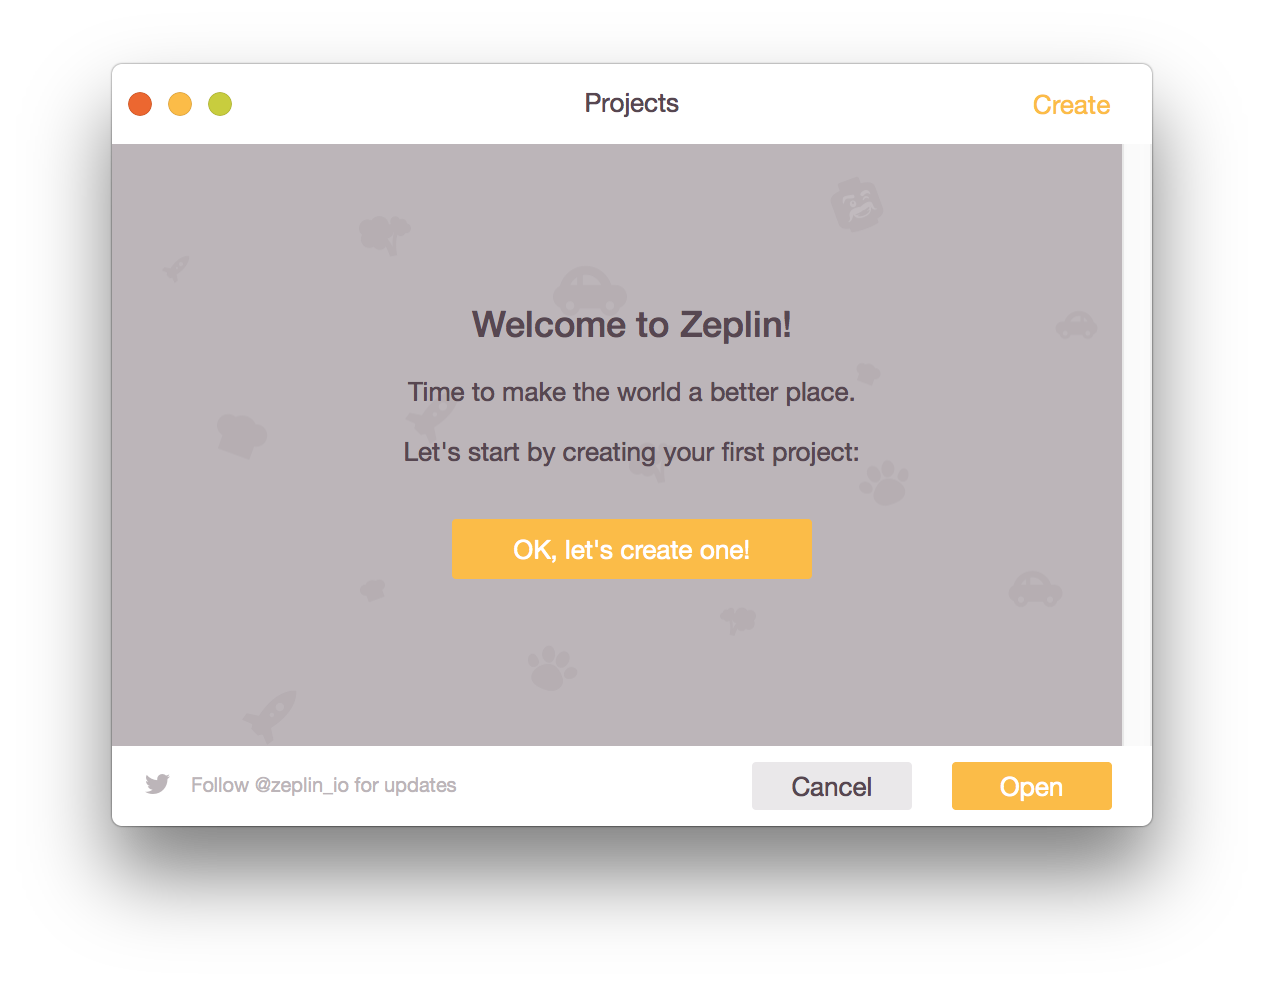 Projects
Create
Welcome to Zeplin!
Time to make the world a better place.
Let's start by creating your first project:
OK, let's create one!
Follow @zeplin_io for updates
Cancel
Open